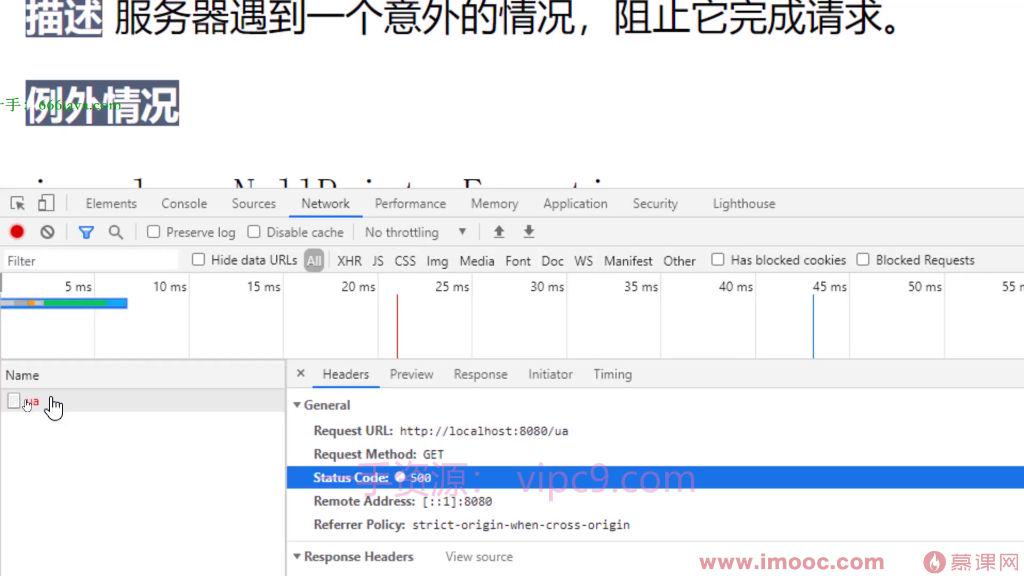 描述 服务器遇到一个意外的情况，阻止它完成请求。
例外情况
666java.com
Elements Console Sources Network Performance Memory Application Security Lighthouse
Preserve log Disable cache No throttling
Filter Hide data URLs All XHR JS CSS Img Media Font Doc WS Manifest Other Has blocked cookies Blocked Requests
5 ms 10 ms 15 ms 20 ms 25 ms 30 ms 35 ms 40 ms 45 ms 50 ms 55
Name
Headers Preview Response Initiator Timing
ua
General
Request URL: http://localhost:8080/ua
Request Method: GET
Status Code: 500
手资源： vipc9.com
Remote Address: [::1]:8080
Referrer Policy: strict-origin-when-cross-origin
Response Headers View source
www.imooc.com 慕课网